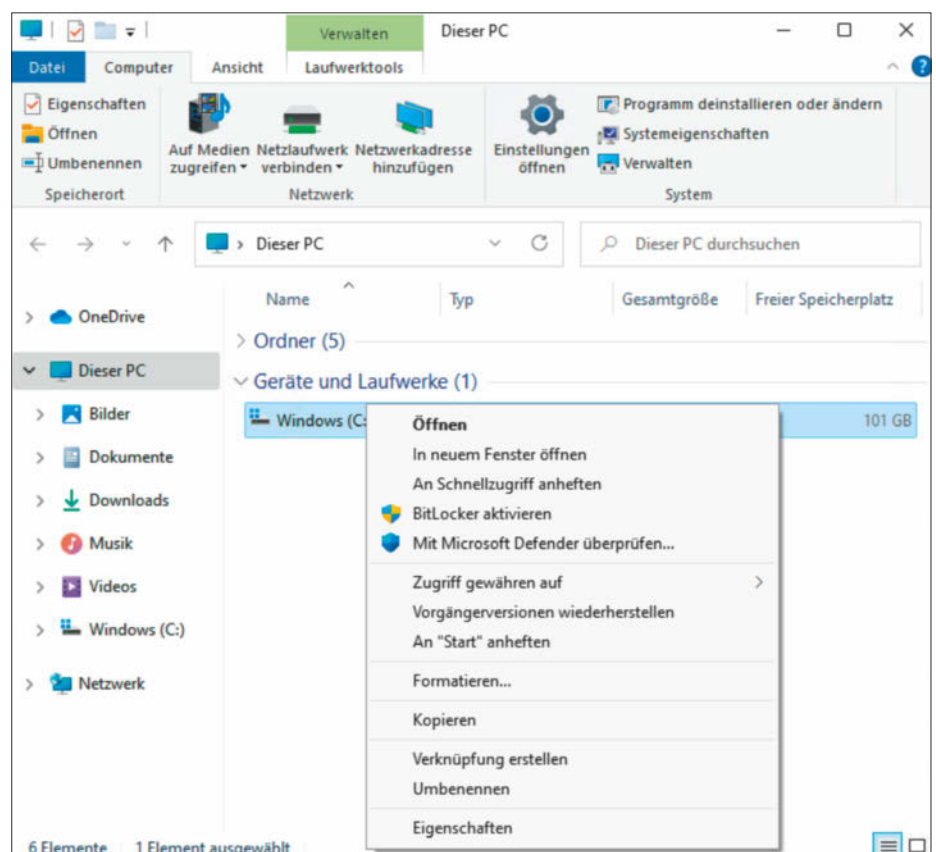 Verwalten
Dieser PC
Datei
Computer
Ansicht
Laufwerktools
Eigenschaften
Öffnen
Umbenennen
Speicherort
Auf Medien
zugreifen
Netzlaufwerk
verbinden
Netzwerkadresse
hinzufügen
Netzwerk
Einstellungen
öffnen
Programm deinstallieren oder ändern
Systemeigenschaften
Verwalten
System
Dieser PC
Dieser PC durchsuchen
Name
Typ
Gesamtgröße
Freier Speicherplatz
OneDrive
Dieser PC
Bilder
Dokumente
Downloads
Musik
Videos
Windows (C:)
Netzwerk
Ordner (5)
Geräte und Laufwerke (1)
Windows (C:
101 GB
Öffnen
In neuem Fenster öffnen
An Schnellzugriff anheften
BitLocker aktivieren
Mit Microsoft Defender überprüfen...
Zugriff gewähren auf
Vorgängerversionen wiederherstellen
An "Start" anheften
Formatieren...
Kopieren
Verknüpfung erstellen
Umbenennen
Eigenschaften
6 Elemente
1 Element ausgewählt